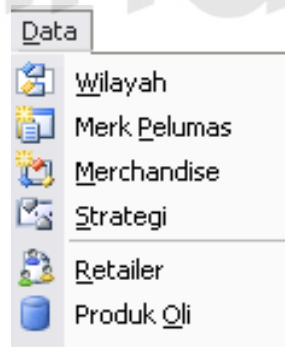 Data
Wilayah
Merk Pelumas
Merchandise
Strategi
Retailer
Produk Oli